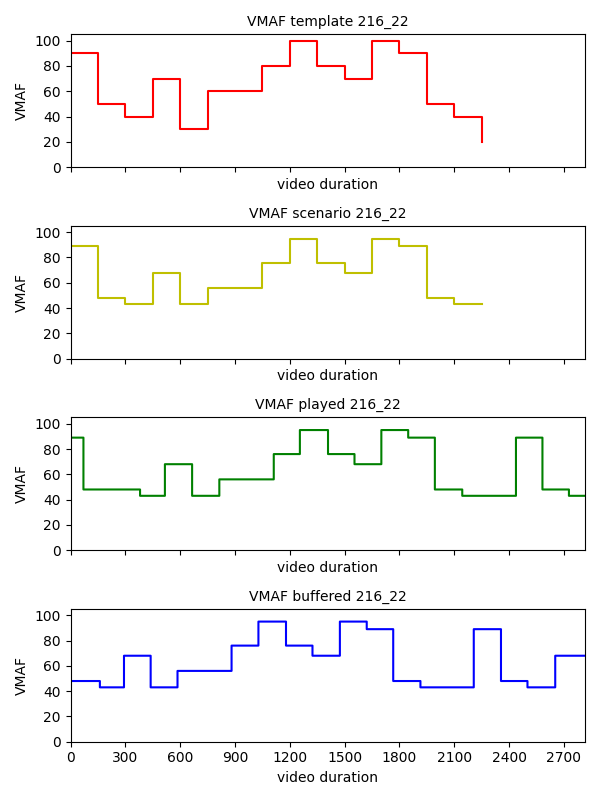 VMAF template 216_22
100
80
60
40
20
0
VMAF
video duration
VMAF scenario 216_22
100
80
60
40
20
0
VMAF
video duration
VMAF played 216_22
100
80
60
40
20
0
VMAF
video duration
VMAF buffered 216_22
100
80
60
40
20
0
VMAF
0 300 600 900 1200 1500 1800 2100 2400 2700
video duration